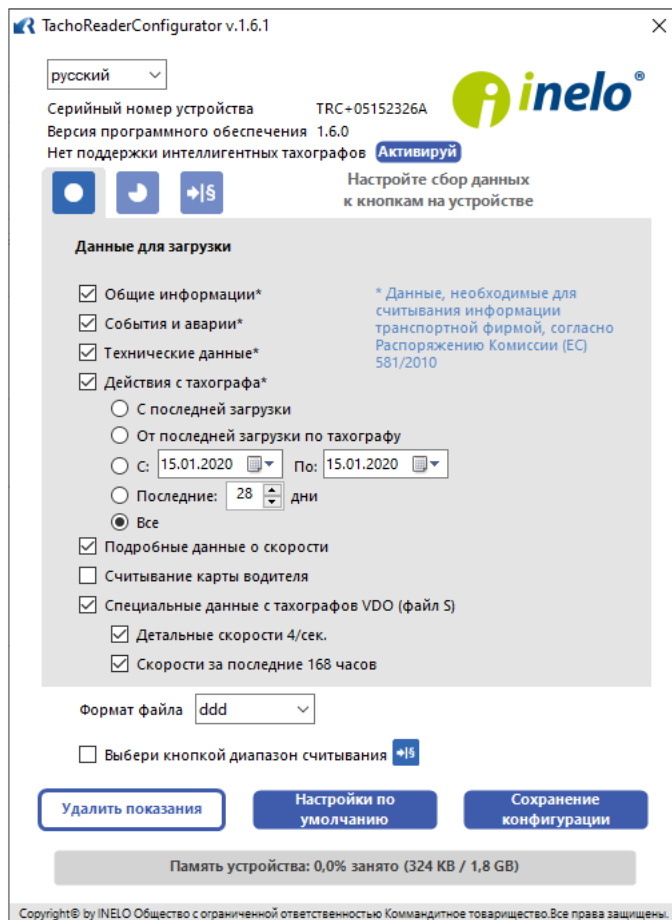 TachoReaderConfigurator v.1.6.1
русский
inelo®
Серийный номер устройства TRC+05152326A
Версия программного обеспечения 1.6.0
Нет поддержки интеллигентных тахографов Активируй
§
Настройте сбор данных
к кнопкам на устройстве
Данные для загрузки
Общие информации*
События и аварии*
Технические данные*
Действия с тахографа*
* Данные, необходимые для
считывания информации
транспортной фирмой, согласно
Распоряжению Комиссии (ЕС)
581/2010
С последней загрузки
От последней загрузки по тахографу
С: 15.01.2020 По: 15.01.2020
Последние: 28 дни
Все
Подробные данные о скорости
Считывание карты водителя
Специальные данные с тахографов VDO (файл S)
Детальные скорости 4/сек.
Скорости за последние 168 часов
Формат файла ddd
Выбери кнопкой диапазон считывания §
Удалить показания
Настройки по
умолчанию
Сохранение
конфигурации
Память устройства: 0,0% занято (324 KB / 1,8 GB)
Copyright© by INELO Общество с ограниченной ответственностью Коммандитное товарищество.Все права защищены.